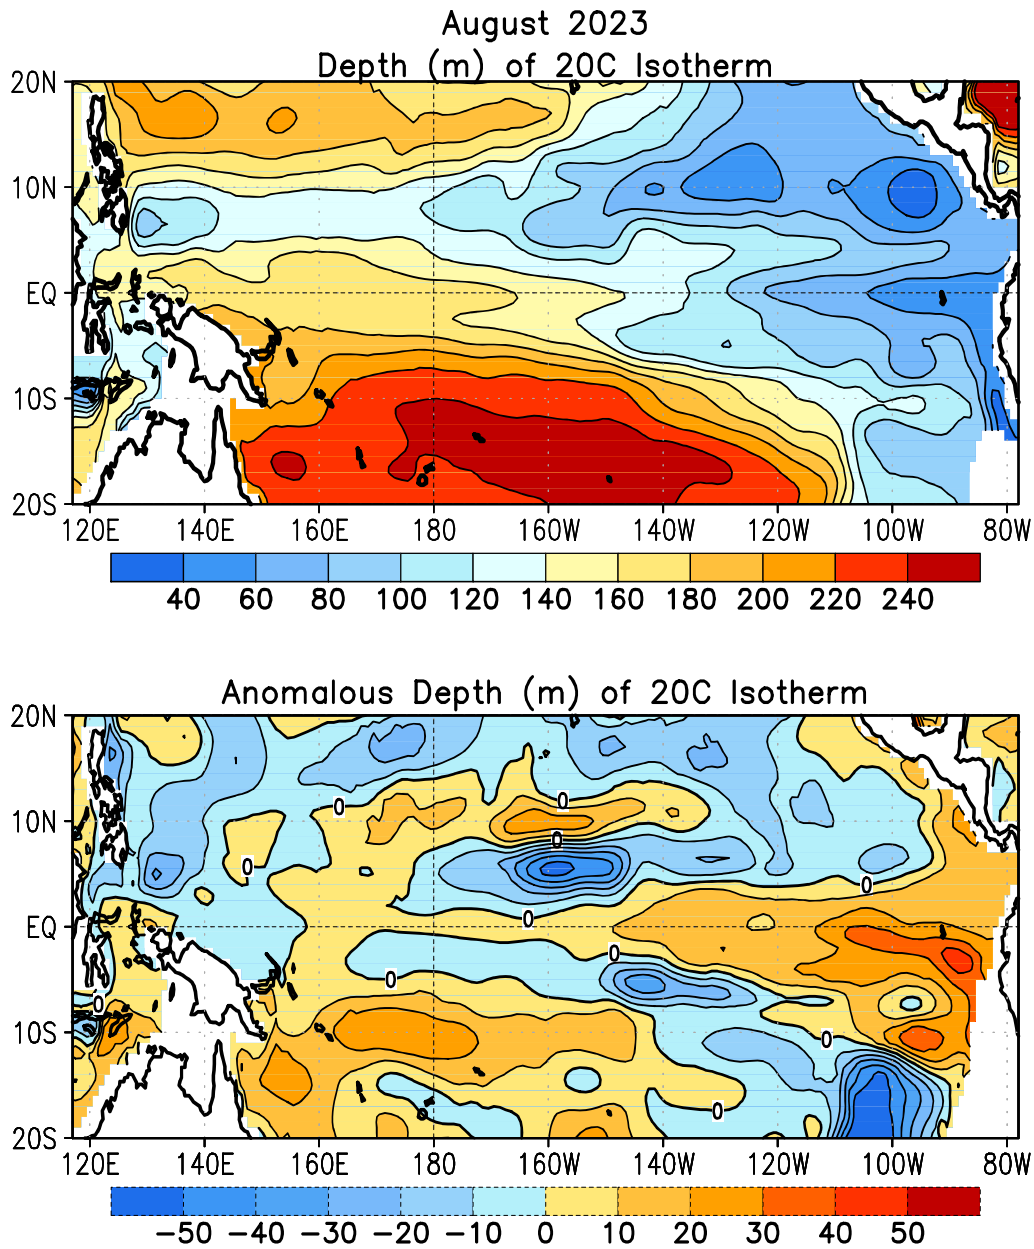 August 2023
Depth (m) of 20C Isotherm
20N
10N
EQ
10S
20S
120E 140E 160E 180 160W 140W 120W 100W 80W
40 60 80 100 120 140 160 180 200 220 240
Anomalous Depth (m) of 20C Isotherm
20N
0 0
10N
0
0
0
0
EQ
0
0
0
0
10S
0
20S
120E 140E 160E 180 160W 140W 120W 100W 80W
-50 -40 -30 -20 -10 0 10 20 30 40 50